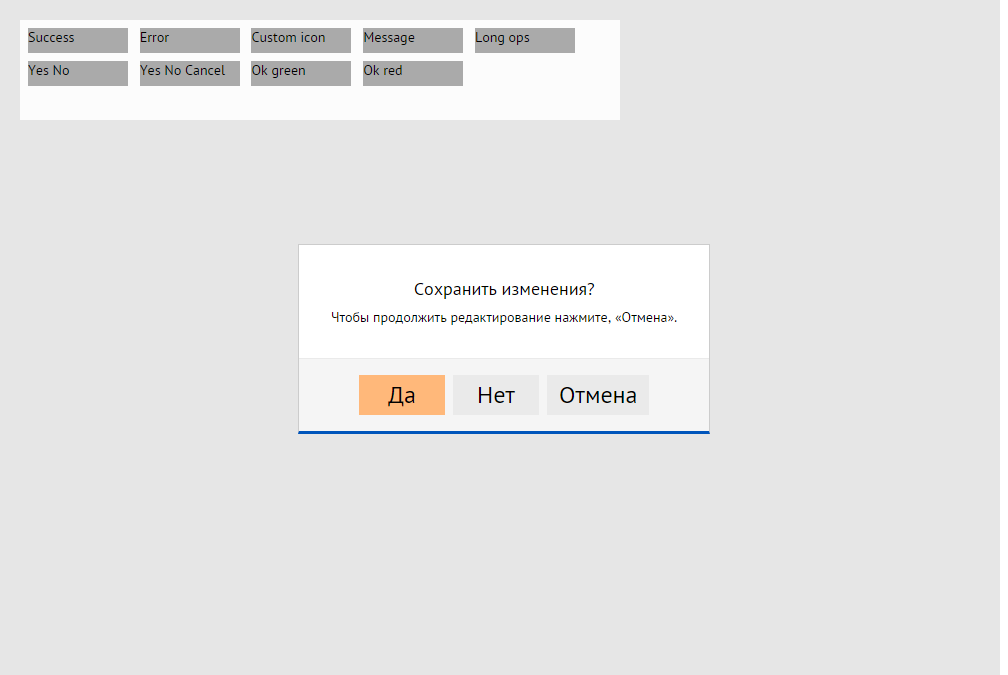 Success Error Custom icon Message Long ops
Yes No Yes No Cancel Ok green Ok red
Сохранить изменения?
Чтобы продолжить редактирование нажмите, «Отмена».
Да Нет Отмена